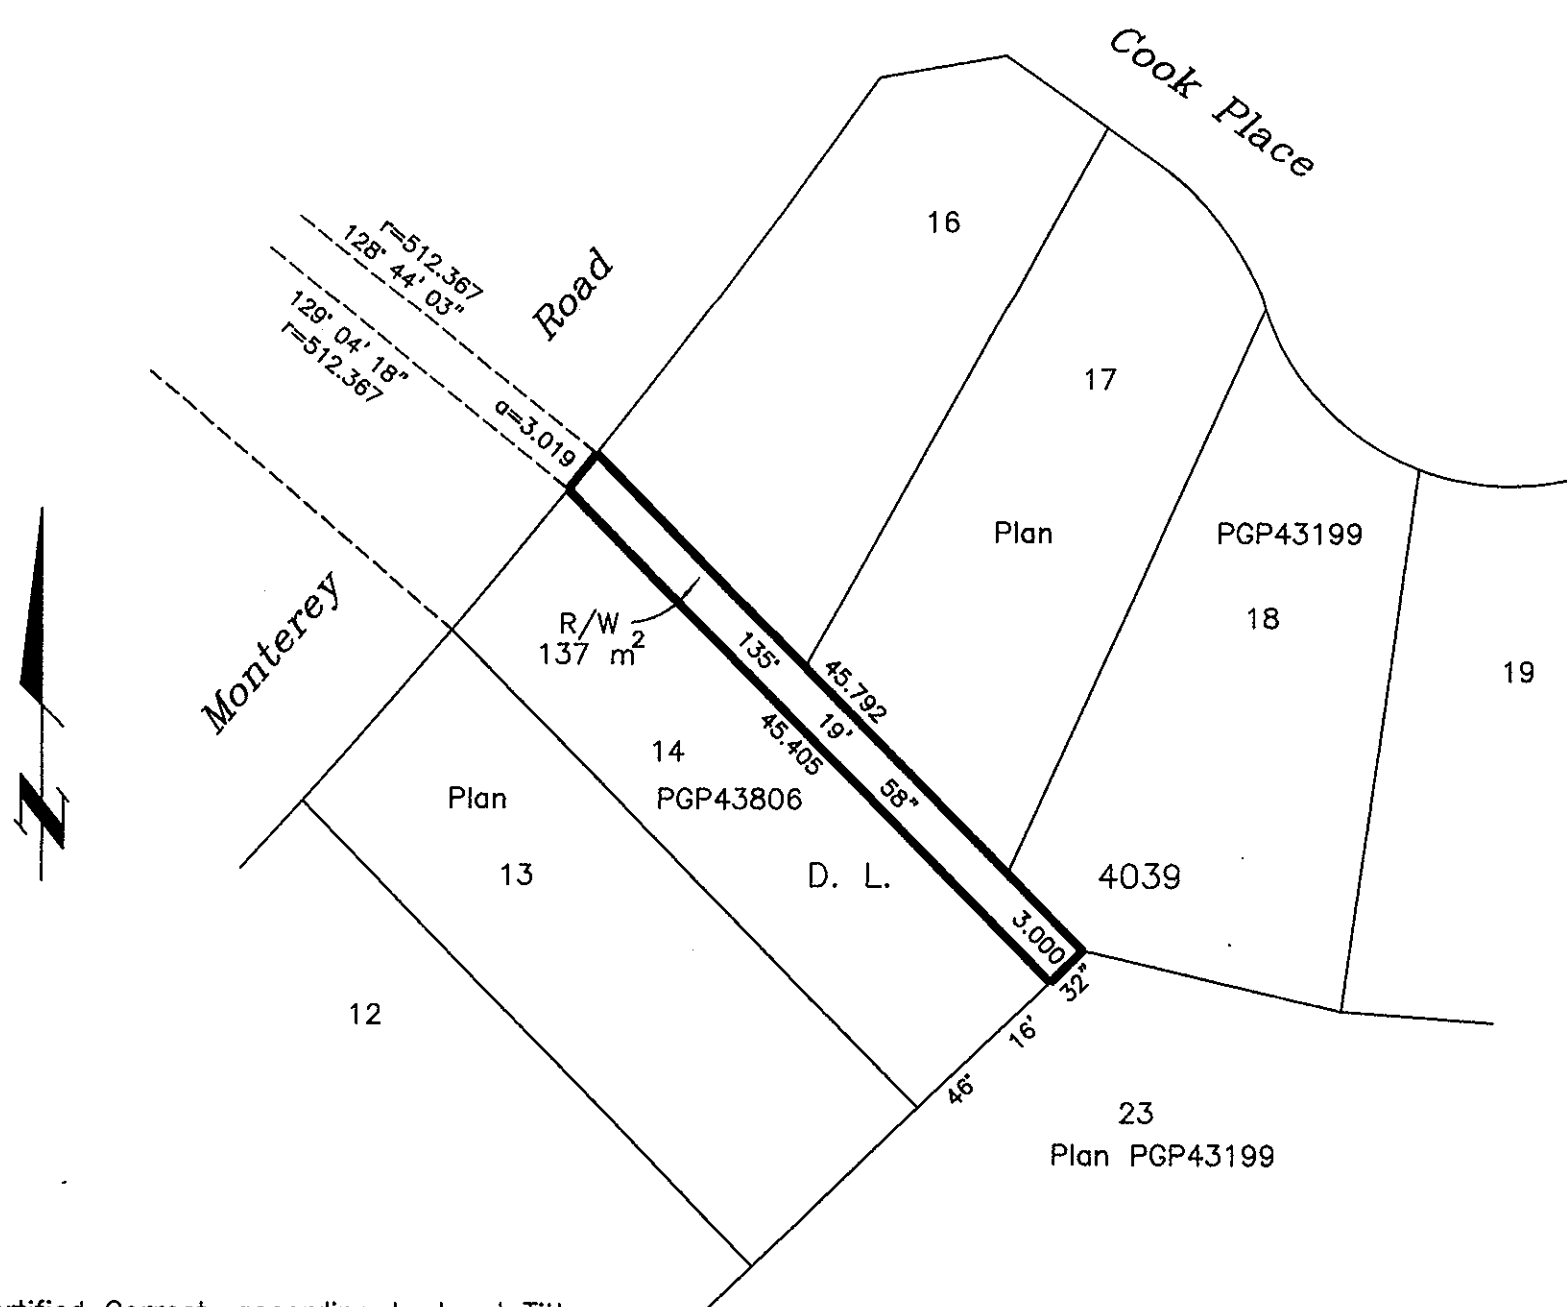 Cook Place
16
r=512.367
128° 44' 03"
Road
129° 04' 18"
r=512.367
17
a=3.019
Plan PGP43199
Monterey
R/W
137 m²
18
135° 19' 58"
45.792
19
45.405
14
Plan PGP43806
13
D. L. 4039
3.000
12
46° 16' 32"
23
Plan PGP43199
N